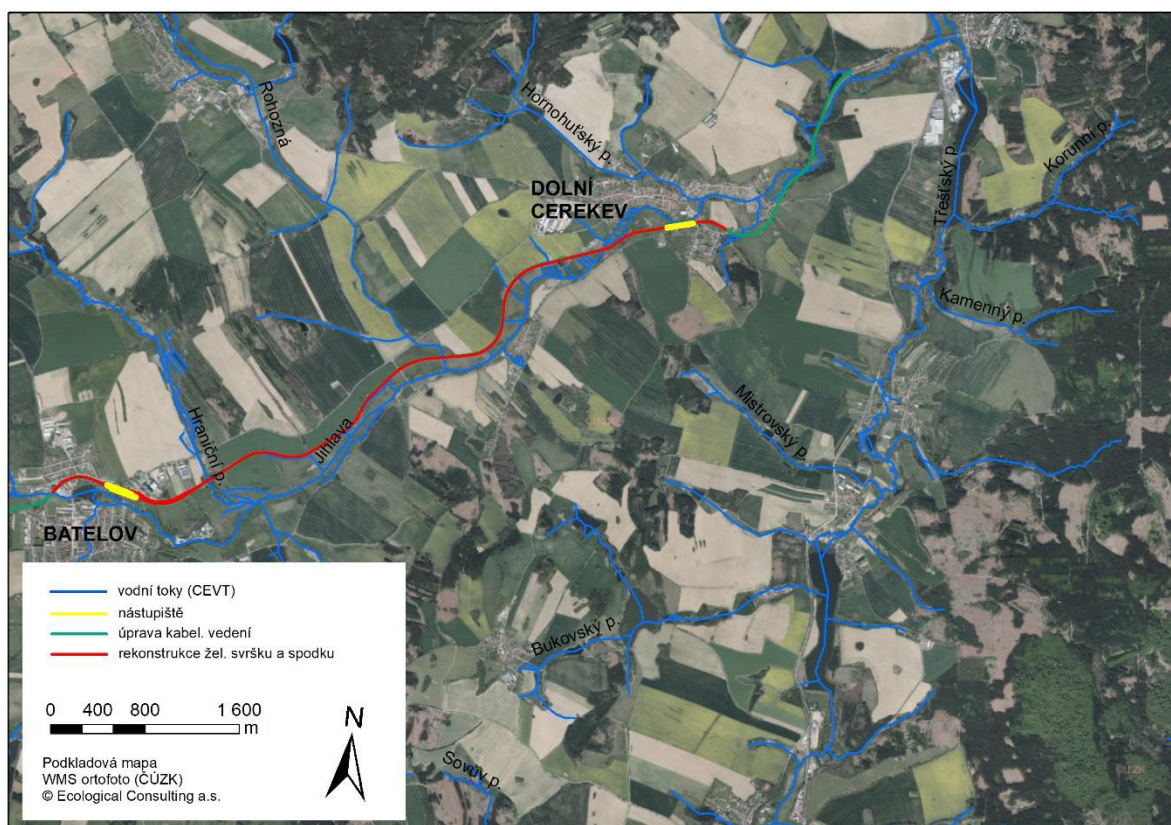 Rohozná
Hornohuťský p.
DOLNÍ
CEREKEV
Třešťský p.
Korunní p.
Kamenný p.
Hraniční p.
Jihlava
Mistrovský p.
BATELOV
Bukovský p.
Sovův p.
vodní toky (CEVT)
nástupiště
úprava kabel. vedení
rekonstrukce žel. svršku a spodku
0 400 800 1 600
m
N
Podkladová mapa
WMS ortofoto (ČÚZK)
© Ecological Consulting a.s.
ČÚZK